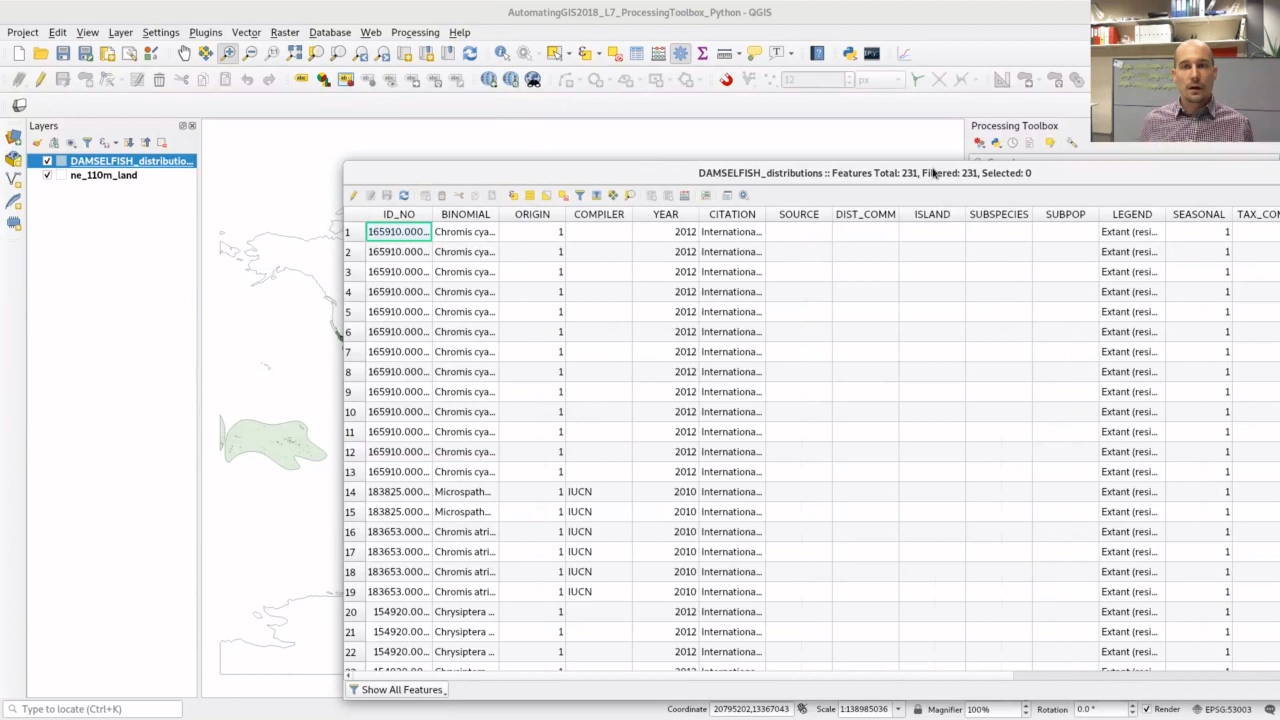 AutomatingGIS2018_L7_ProcessingToolbox_Python - QGIS
Project Edit View Layer Settings Plugins Vector Raster Database Web Processing Help
12 px
Layers
Processing Toolbox
DAMSELFISH_distributio...
ne_110m_land
DAMSELFISH_distributions :: Features Total: 231, Filtered: 231, Selected: 0
ID_NO BINOMIAL ORIGIN COMPILER YEAR CITATION SOURCE DIST_COMM ISLAND SUBSPECIES SUBPOP LEGEND SEASONAL TAX_CO
1 165910.000... Chromis cya... 1 2012 Internationa... Extant (resi... 1
2 165910.000... Chromis cya... 1 2012 Internationa... Extant (resi... 1
3 165910.000... Chromis cya... 1 2012 Internationa... Extant (resi... 1
4 165910.000... Chromis cya... 1 2012 Internationa... Extant (resi... 1
5 165910.000... Chromis cya... 1 2012 Internationa... Extant (resi... 1
6 165910.000... Chromis cya... 1 2012 Internationa... Extant (resi... 1
7 165910.000... Chromis cya... 1 2012 Internationa... Extant (resi... 1
8 165910.000... Chromis cya... 1 2012 Internationa... Extant (resi... 1
9 165910.000... Chromis cya... 1 2012 Internationa... Extant (resi... 1
10 165910.000... Chromis cya... 1 2012 Internationa... Extant (resi... 1
11 165910.000... Chromis cya... 1 2012 Internationa... Extant (resi... 1
12 165910.000... Chromis cya... 1 2012 Internationa... Extant (resi... 1
13 165910.000... Chromis cya... 1 2012 Internationa... Extant (resi... 1
14 183825.000... Microspath... 1 IUCN 2010 Internationa... Extant (resi... 1
15 183825.000... Microspath... 1 IUCN 2010 Internationa... Extant (resi... 1
16 183653.000... Chromis atri... 1 IUCN 2010 Internationa... Extant (resi... 1
17 183653.000... Chromis atri... 1 IUCN 2010 Internationa... Extant (resi... 1
18 183653.000... Chromis atri... 1 IUCN 2010 Internationa... Extant (resi... 1
19 183653.000... Chromis atri... 1 IUCN 2010 Internationa... Extant (resi... 1
20 154920.00... Chrysiptera ... 1 2012 Internationa... Extant (resi... 1
21 154920.00... Chrysiptera ... 1 2012 Internationa... Extant (resi... 1
22 154920.00... Chrysiptera ... 1 2012 Internationa... Extant (resi... 1
Show All Features
Type to locate (Ctrl+K) Coordinate 20795202,13367043 Scale 1:138985036 Magnifier 100% Rotation 0.0 ° Render EPSG:53003